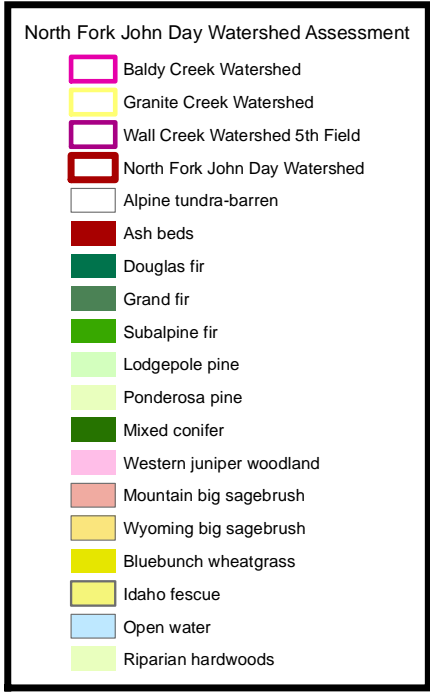 North Fork John Day Watershed Assessment
Baldy Creek Watershed
Granite Creek Watershed
Wall Creek Watershed 5th Field
North Fork John Day Watershed
Alpine tundra-barren
Ash beds
Douglas fir
Grand fir
Subalpine fir
Lodgepole pine
Ponderosa pine
Mixed conifer
Western juniper woodland
Mountain big sagebrush
Wyoming big sagebrush
Bluebunch wheatgrass
Idaho fescue
Open water
Riparian hardwoods